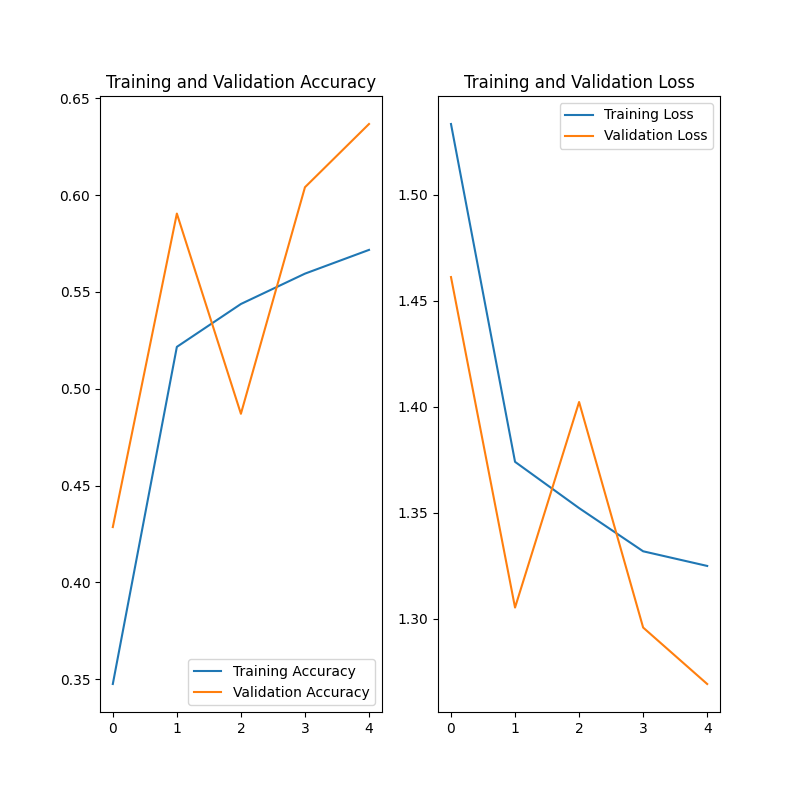 Training and Validation Accuracy
0.65
0.60
0.55
0.50
0.45
0.40
0.35
0 1 2 3 4
Training Accuracy
Validation Accuracy
Training and Validation Loss
1.50
1.45
1.40
1.35
1.30
0 1 2 3 4
Training Loss
Validation Loss